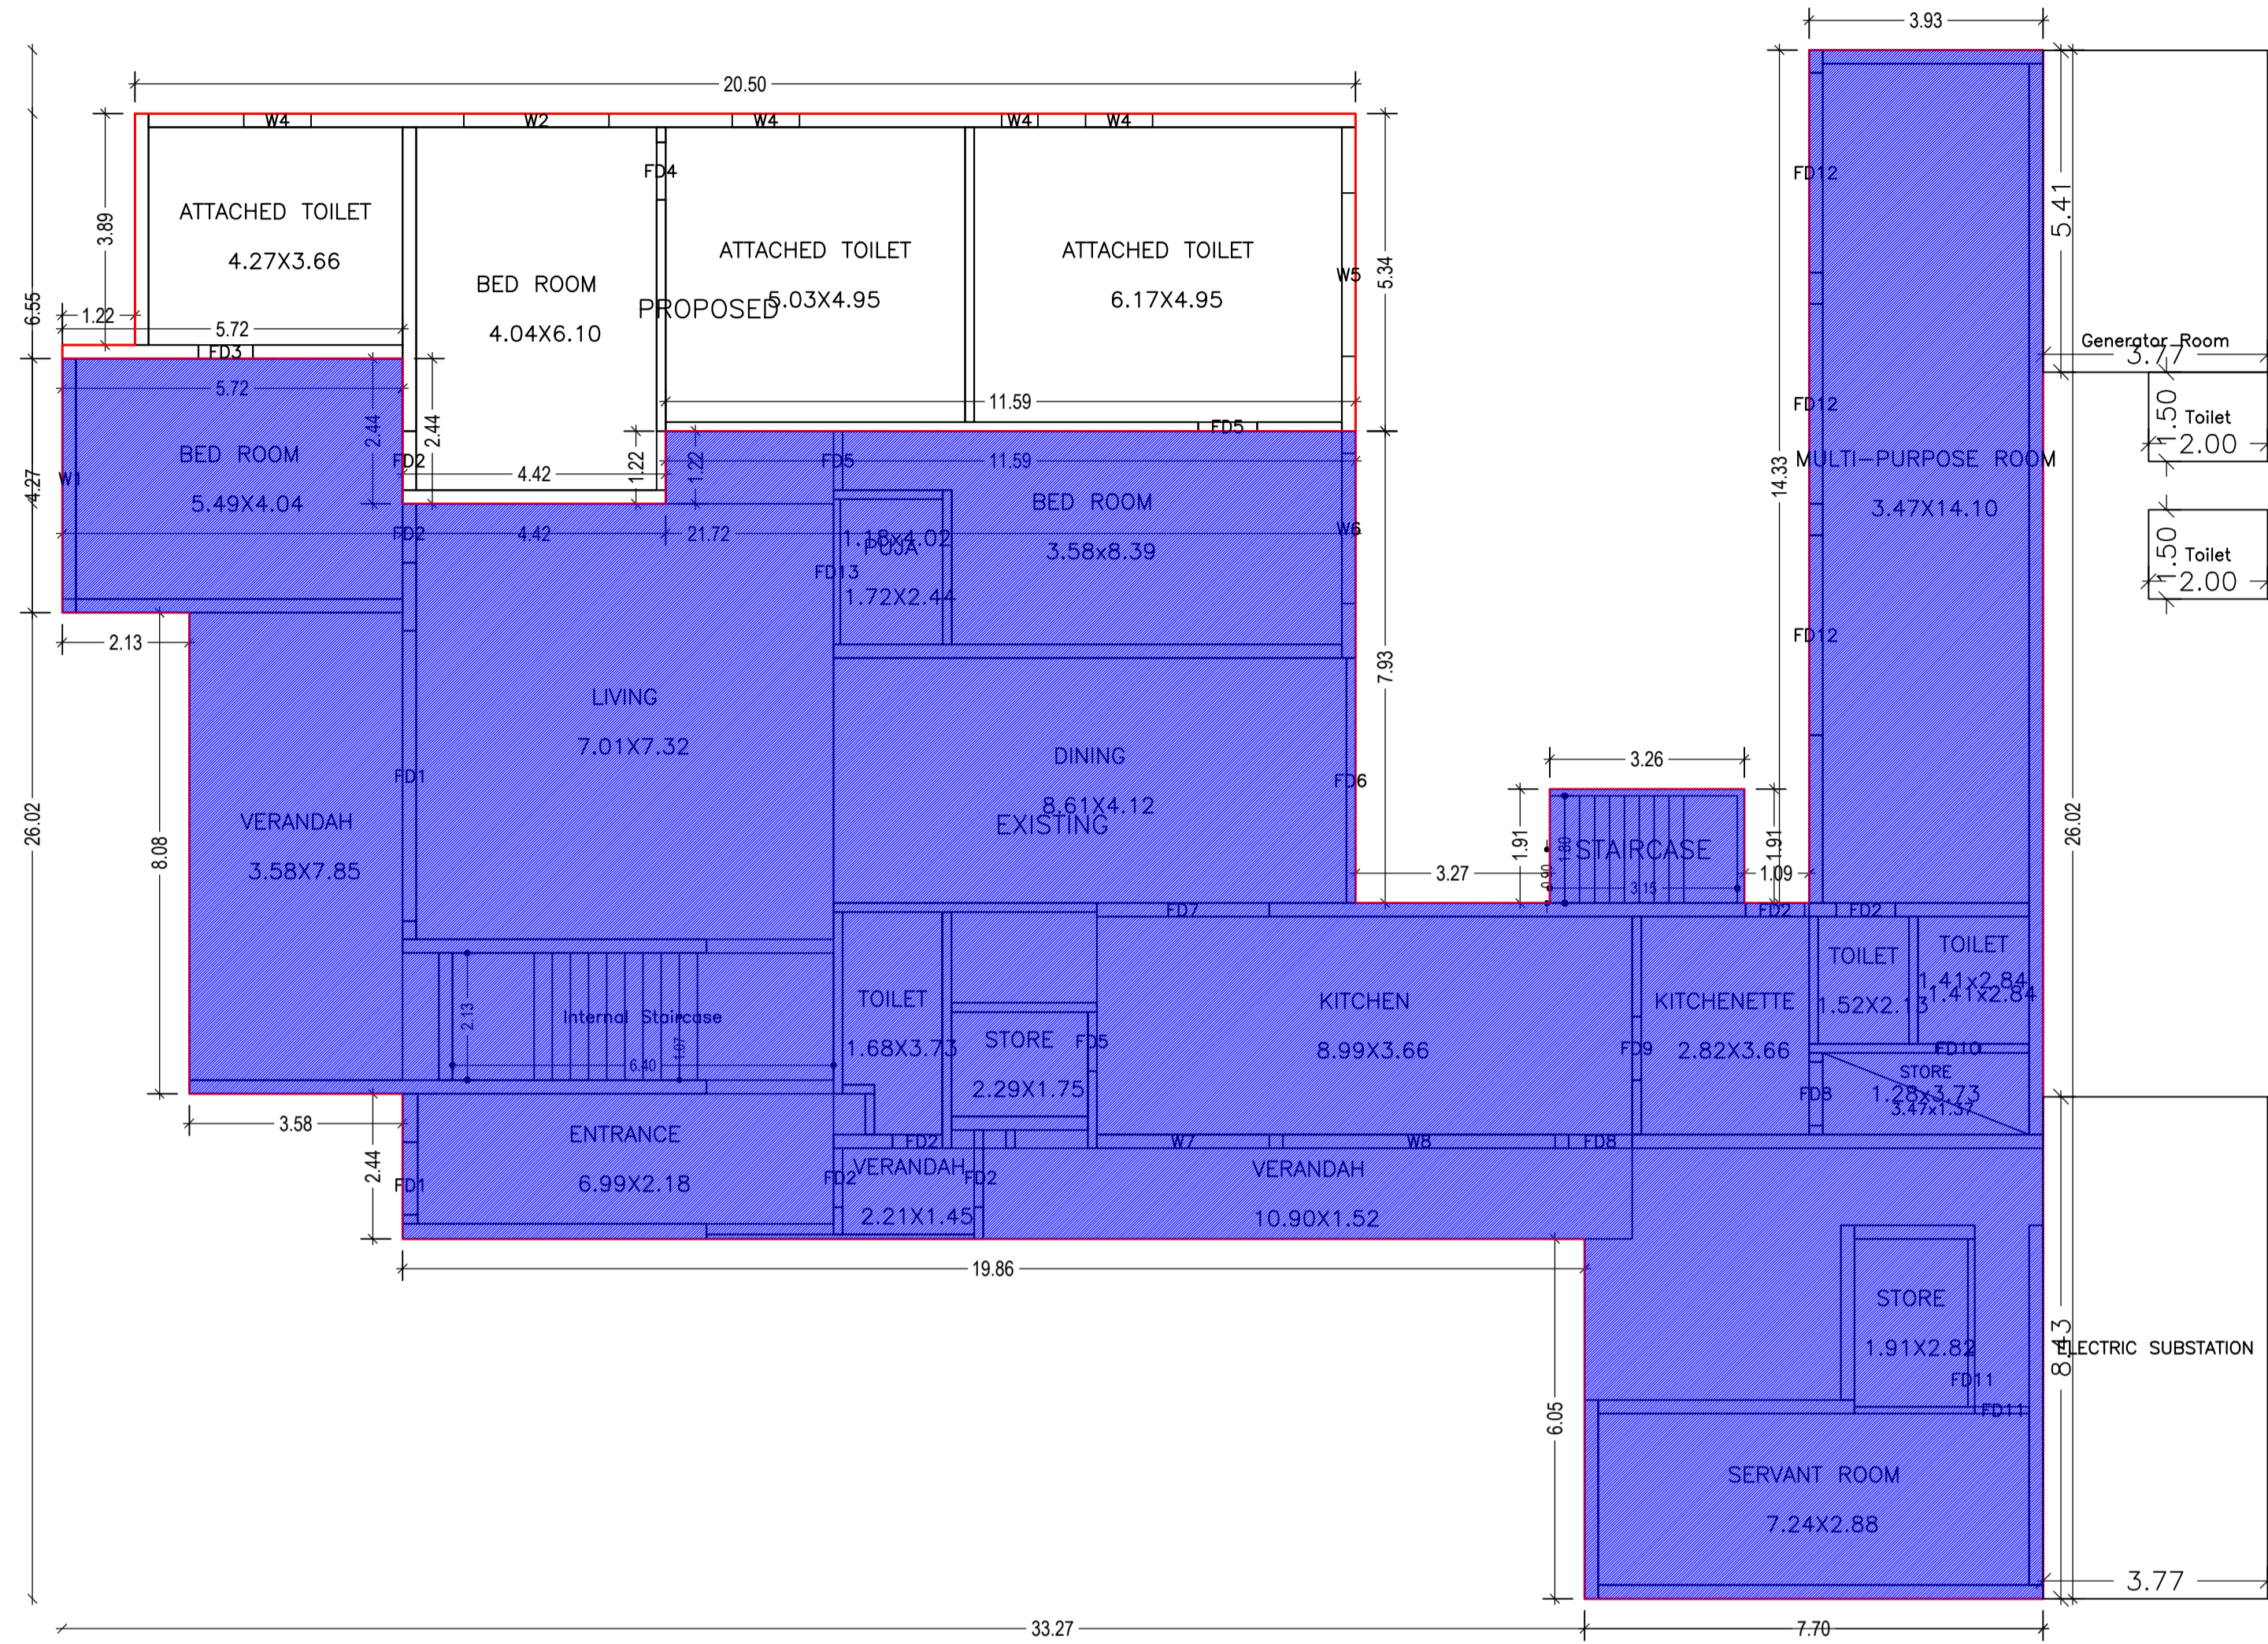 3.93
20.50
W4
W2
W4
W4
W4
FD4
FD12
ATTACHED TOILET
4.27X3.66
ATTACHED TOILET
5.03X4.95
ATTACHED TOILET
6.17X4.95
BED ROOM
4.04X6.10
PROPOSED
3.89
5.34
W5
5.41
6.55
1.22
5.72
FD3
Generator Room
3.77
5.72
11.59
FD12
2.44
2.44
1.50
Toilet
2.00
FD5
BED ROOM
5.49X4.04
W1
4.27
FD2
4.42
1.22
1.22
FD5
11.59
14.33
MULTI-PURPOSE ROOM
3.47X14.10
BED ROOM
3.58x8.39
W6
FD2
4.42
21.72
1.18x4.02
PUJA
1.72X2.44
FD13
1.50
Toilet
2.00
2.13
FD12
7.93
LIVING
7.01X7.32
DINING
8.61X4.12
EXISTING
FD1
FD6
3.26
VERANDAH
3.58X7.85
8.08
26.02
1.91
1.80
0.90
STAIRCASE
3.15
1.91
3.27
1.09
26.02
FD7
FD2
FD2
TOILET
1.68X3.73
KITCHEN
8.99X3.66
KITCHENETTE
2.82X3.66
TOILET
1.52X2.13
TOILET
1.41x2.84
1.41x2.84
Internal Staircase
2.13
1.07
6.40
STORE
2.29X1.75
FD5
FD9
FD10
STORE
1.28x3.73
3.47x1.37
FD8
3.58
2.44
FD1
ENTRANCE
6.99X2.18
FD2
W7
W8
FD8
FD2
VERANDAH
2.21X1.45
FD2
VERANDAH
10.90X1.52
19.86
STORE
1.91X2.82
FD11
FD11
8.43
ELECTRIC SUBSTATION
6.05
SERVANT ROOM
7.24X2.88
3.77
33.27
7.70